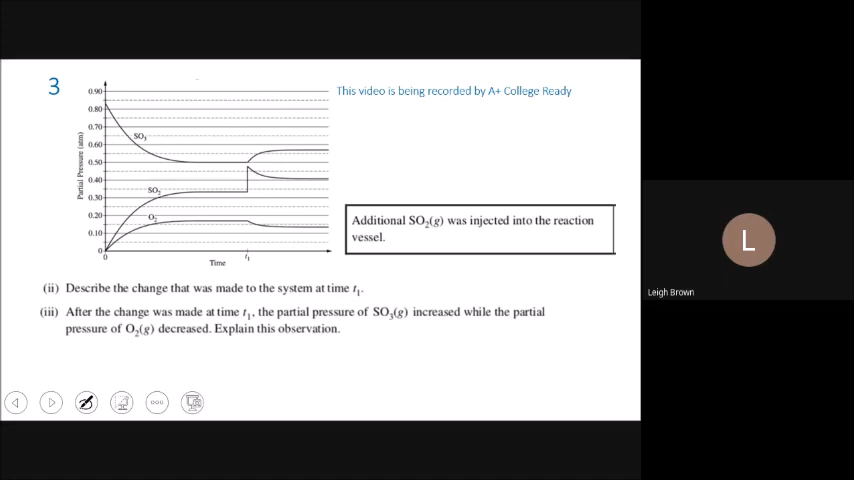 3
This video is being recorded by A+ College Ready
0.90
0.80
0.70
0.60
0.50
0.40
0.30
0.20
0.10
0
Partial Pressure (atm)
SO₃
SO₂
O₂
0
t₁
Time
Additional SO₂(g) was injected into the reaction
vessel.
(ii) Describe the change that was made to the system at time t₁.
(iii) After the change was made at time t₁, the partial pressure of SO₃(g) increased while the partial
pressure of O₂(g) decreased. Explain this observation.
L
Leigh Brown